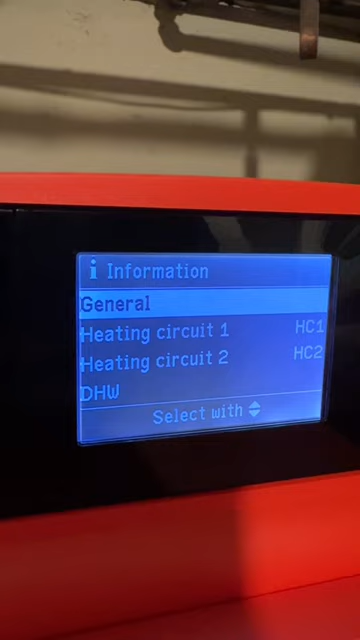 i Information
General
Heating circuit 1 HC1
Heating circuit 2 HC2
DHW
Select with